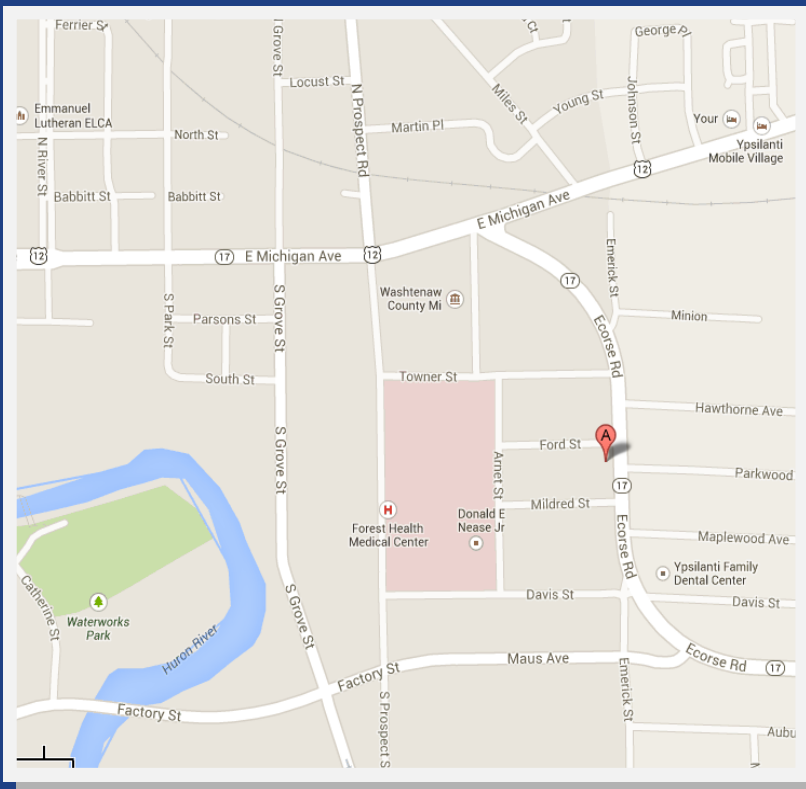 Ferrier S
George Pl
Ct
N Grove St
Locust St
N Prospect Rd
Miles St
Young St
Johnson St
Emmanuel
Lutheran ELCA
North St
Martin Pl
Your
Ypsilanti
Mobile Village
N River St
12
Babbitt St
Babbitt St
E Michigan Ave
12
17
E Michigan Ave
12
17
Emerick St
Washtenaw
County Mi
S Grove St
S Park St
Parsons St
Minion
Ecorse Rd
South St
Towner St
Hawthorne Ave
A
Ford St
S Grove St
Arnet St
Parkwood
17
Mildred St
Forest Health
Medical Center
Donald E
Nease Jr
H
Ecorse Rd
Maplewood Ave
Ypsilanti Family
Dental Center
Catherine St
Waterworks
Park
Huron River
S Grove St
Davis St
Davis St
Maus Ave
Ecorse Rd
17
Factory St
Factory St
S Prospect S
Emerick St
Aubu
N